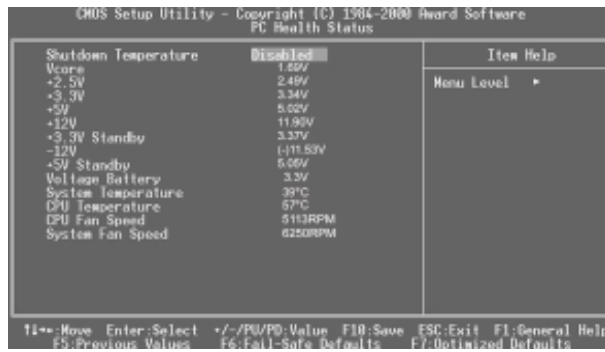 CMOS Setup Utility - Copyright (C) 1984-2000 Award Software
PC Health Status
Shutdown Temperature Disabled
Vcore 1.69V
+2.5V 2.49V
+3.3V 3.34V
+5V 5.02V
+12V 11.90V
+3.3V Standby 3.37V
-12V (-)11.53V
+5V Standby 5.05V
Voltage Battery 3.3V
System Temperature 39°C
CPU Temperature 57°C
CPU Fan Speed 5113RPM
System Fan Speed 6250RPM
Item Help
Menu Level ►
↑↓→←:Move Enter:Select +/-/PU/PD:Value F10:Save ESC:Exit F1:General Help
F5:Previous Values F6:Fail-Safe Defaults F7:Optimized Defaults